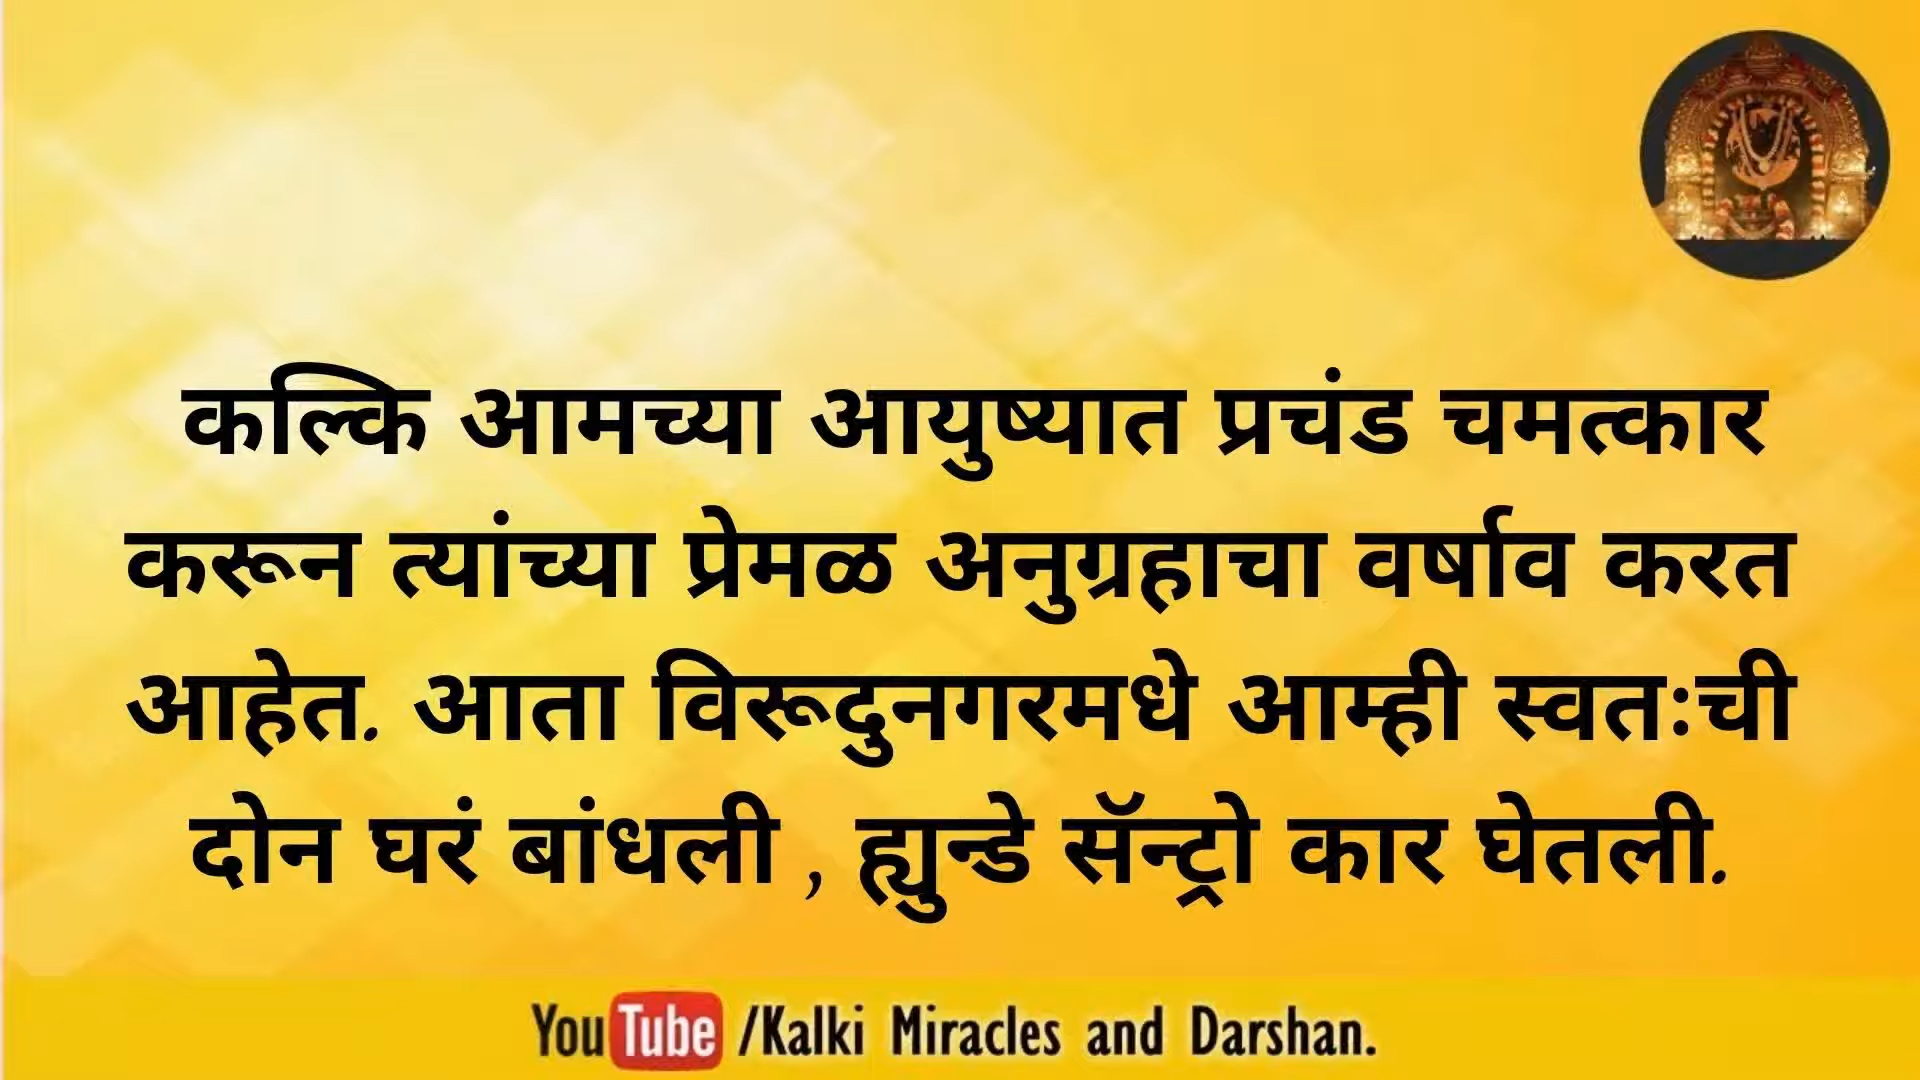 कल्कि आमच्या आयुष्यात प्रचंड चमत्कार
करून त्यांच्या प्रेमळ अनुग्रहाचा वर्षाव करत
आहेत. आता विरूदुनगरमधे आम्ही स्वतःची
दोन घरं बांधली , ह्युन्डे सॅन्ट्रो कार घेतली.
YouTube /Kalki Miracles and Darshan.